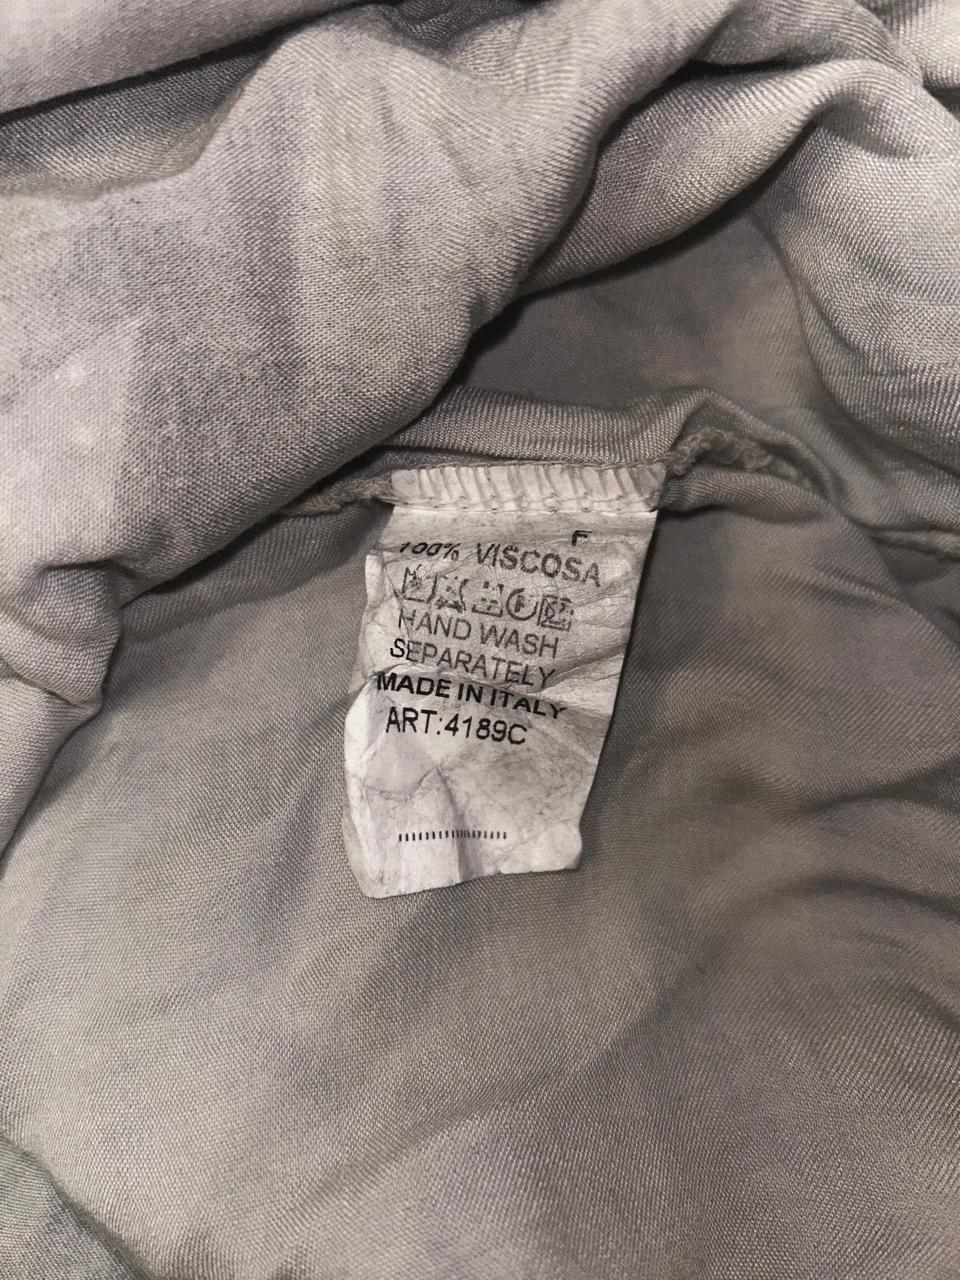 F
100% VISCOSA
HAND WASH
SEPARATELY
MADE IN ITALY
ART:4189C